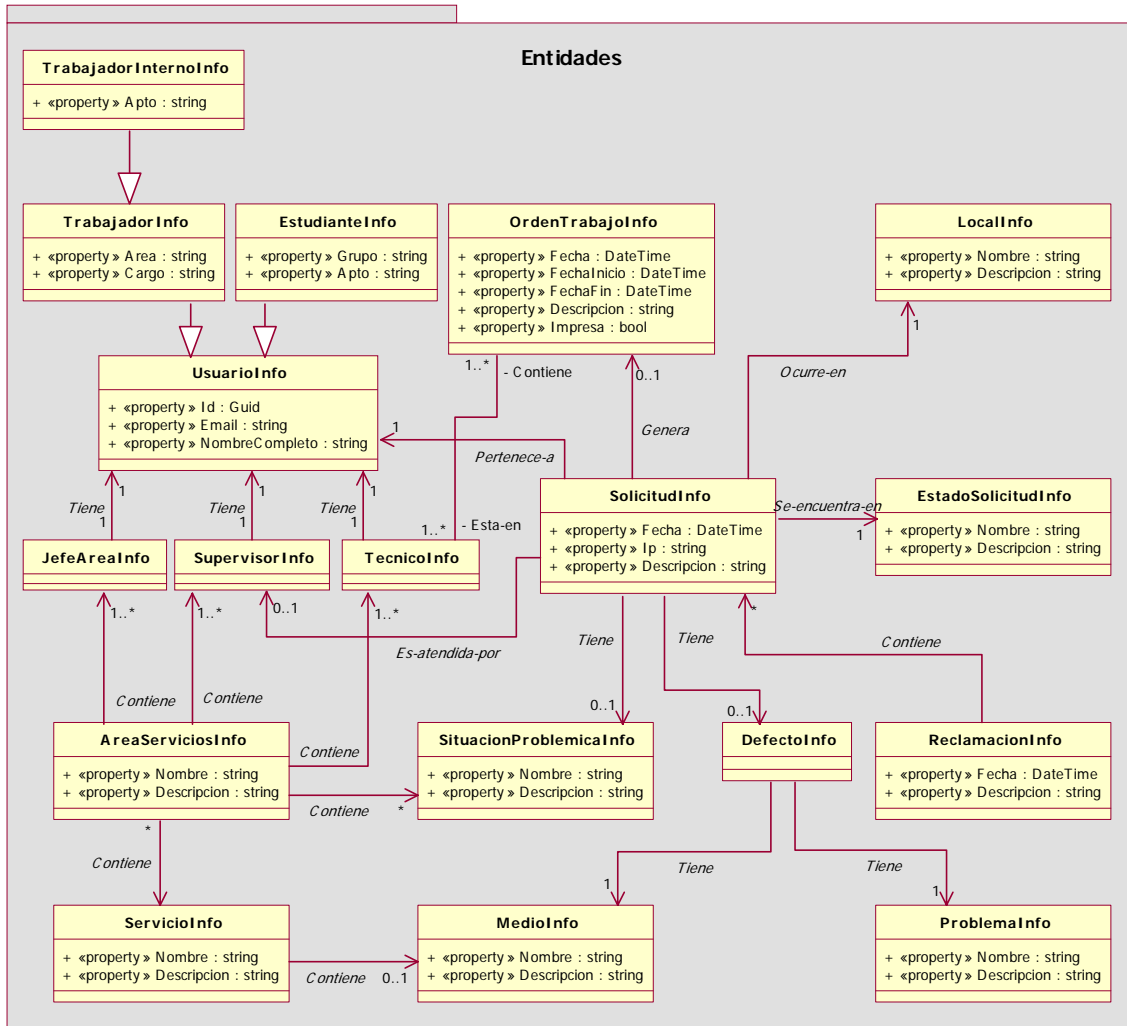 Entidades
TrabajadorInternoInfo
+ «property» Apto : string
TrabajadorInfo
+ «property» Area : string
+ «property» Cargo : string
EstudianteInfo
+ «property» Grupo : string
+ «property» Apto : string
OrdenTrabajoInfo
+ «property» Fecha : DateTime
+ «property» FechaInicio : DateTime
+ «property» FechaFin : DateTime
+ «property» Descripcion : string
+ «property» Impresa : bool
LocalInfo
+ «property» Nombre : string
+ «property» Descripcion : string
1
Ocurre-en
1..*
- Contiene
0..1
Genera
UsuarioInfo
+ «property» Id : Guid
+ «property» Email : string
+ «property» NombreCompleto : string
1
Pertenece-a
1
Tiene
1
1
Tiene
1
1
Tiene
1
1..*
- Esta-en
SolicitudInfo
+ «property» Fecha : DateTime
+ «property» Ip : string
+ «property» Descripcion : string
Se-encuentra-en
1
EstadoSolicitudInfo
+ «property» Nombre : string
+ «property» Descripcion : string
JefeAreaInfo
SupervisorInfo
TecnicoInfo
1..*
1..*
0..1
1..*
Es-atendida-por
Tiene
Tiene
*
Contiene
Contiene
Contiene
Contiene
0..1
0..1
AreaServiciosInfo
+ «property» Nombre : string
+ «property» Descripcion : string
Contiene
*
SituacionProblemicaInfo
+ «property» Nombre : string
+ «property» Descripcion : string
DefectoInfo
ReclamacionInfo
+ «property» Fecha : DateTime
+ «property» Descripcion : string
*
Contiene
Tiene
1
Tiene
1
ServicioInfo
+ «property» Nombre : string
+ «property» Descripcion : string
Contiene
0..1
MedioInfo
+ «property» Nombre : string
+ «property» Descripcion : string
ProblemaInfo
+ «property» Nombre : string
+ «property» Descripcion : string